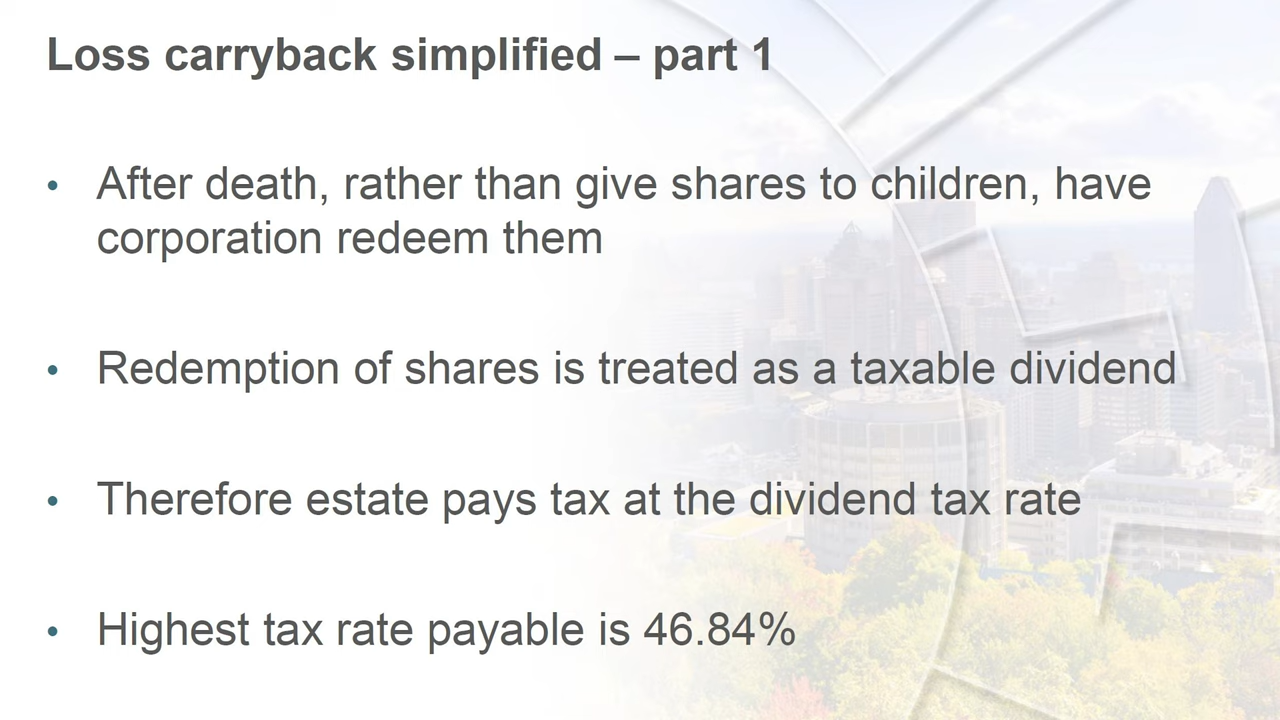 Loss carryback simplified – part 1
• After death, rather than give shares to children, have
corporation redeem them
• Redemption of shares is treated as a taxable dividend
• Therefore estate pays tax at the dividend tax rate
• Highest tax rate payable is 46.84%